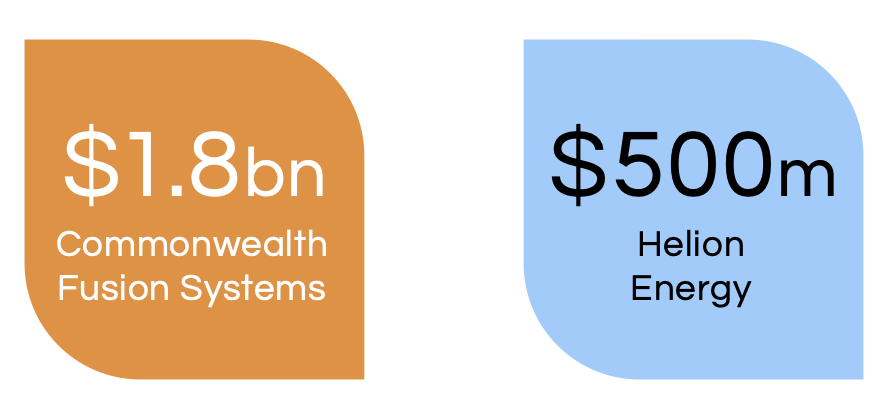 $1.8bn
Commonwealth
Fusion Systems
$500m
Helion
Energy